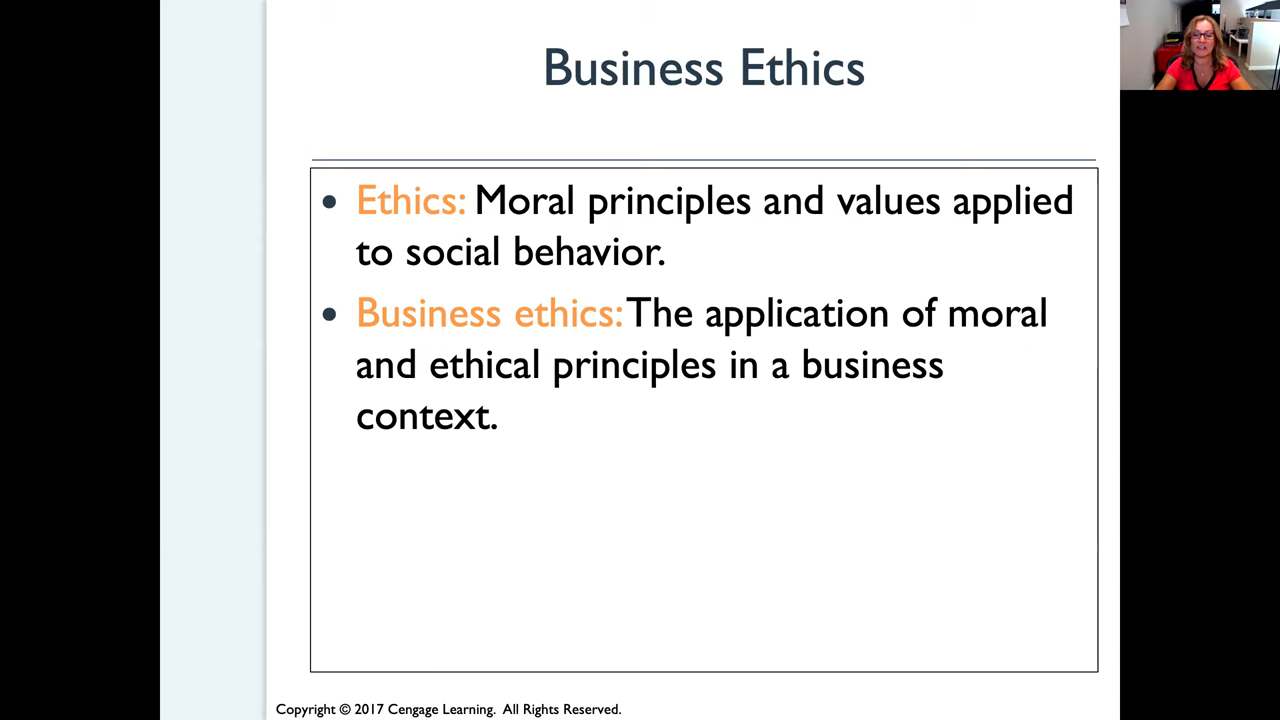 Business Ethics
• Ethics: Moral principles and values applied
to social behavior.
• Business ethics: The application of moral
and ethical principles in a business
context.
Copyright © 2017 Cengage Learning. All Rights Reserved.